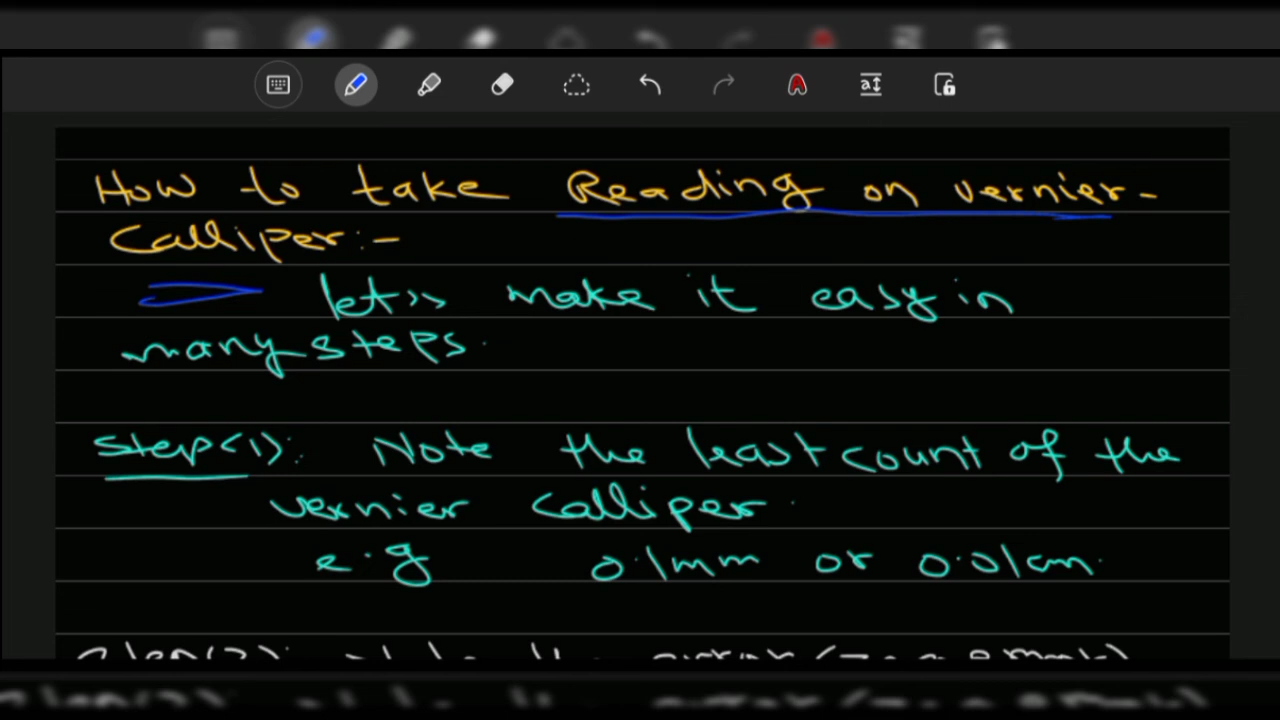 How to take Reading on vernier-
Calliper:-
let's make it easy in
many steps.
Step(1): Note the least count of the
vernier Calliper.
e.g 0.1mm or 0.01cm.